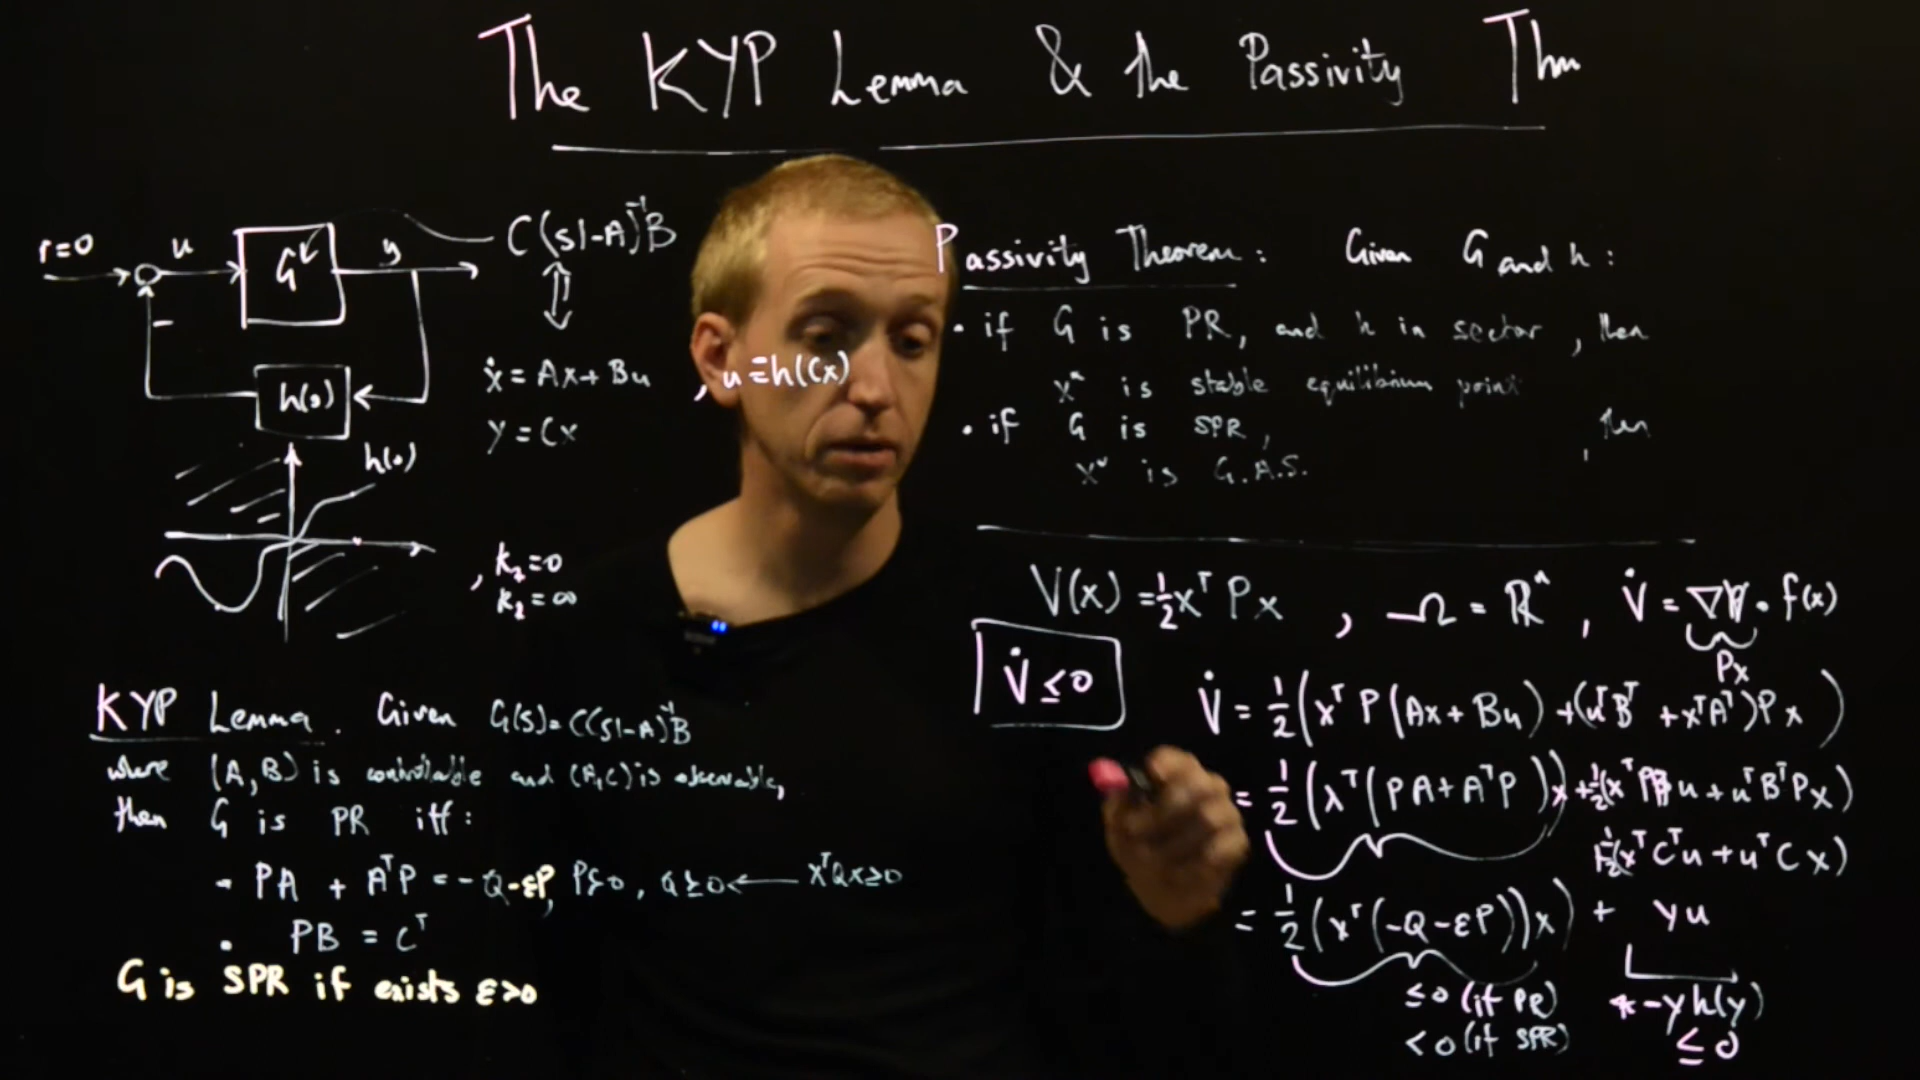 The KYP Lemma & the Passivity Thm
r=0 u G y C(sI-A)⁻¹B
h(·)
ẋ = Ax + Bu , u = -h(Cx)
y = Cx
h(·)
, k₁=0
k₂=∞
KYP Lemma. Given G(s)=C(sI-A)⁻¹B
where (A,B) is controllable and (A,C) is observable,
then G is PR iff:
- PA + AᵀP = -Q-εP, P≻0, Q⪰0 ← xᵀQx≥0
• PB = Cᵀ
G is SPR if exists ε>0
Passivity Theorem: Given G and h:
• if G is PR, and h in sector, then
x* is stable equilibrium point
• if G is SPR, , then
x* is G.A.S.
V(x) = ½xᵀPx , Ω = ℝⁿ , V̇ = ∇V · f(x)
Px
V̇ ≤ 0
V̇ = ½(xᵀP(Ax + Bu) + (uᵀBᵀ + xᵀAᵀ)Px)
= ½(xᵀ(PA + AᵀP)x) + ½(xᵀPBu + uᵀBᵀPx)
½(xᵀCᵀu + uᵀCx)
= ½(xᵀ(-Q-εP))x) + yu
≤0 (if PR) -yh(y)
<0 (if SPR) ≤ 0